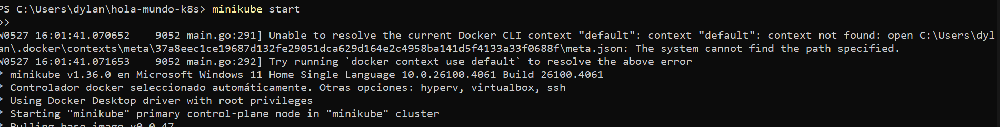 PS C:\Users\dylan\hola-mundo-k8s> minikube start
>>
W0527 16:01:41.070652    9052 main.go:291] Unable to resolve the current Docker CLI context "default": context "default": context not found: open C:\Users\dyl
an\.docker\contexts\meta\37a8eec1ce19687d132fe29051dca629d164e2c4958ba141d5f4133a33f0688f\meta.json: The system cannot find the path specified.
W0527 16:01:41.071653    9052 main.go:292] Try running `docker context use default` to resolve the above error
* minikube v1.36.0 en Microsoft Windows 11 Home Single Language 10.0.26100.4061 Build 26100.4061
* Controlador docker seleccionado automáticamente. Otras opciones: hyperv, virtualbox, ssh
* Using Docker Desktop driver with root privileges
* Starting "minikube" primary control-plane node in "minikube" cluster
* Pulling base image v0.0.47